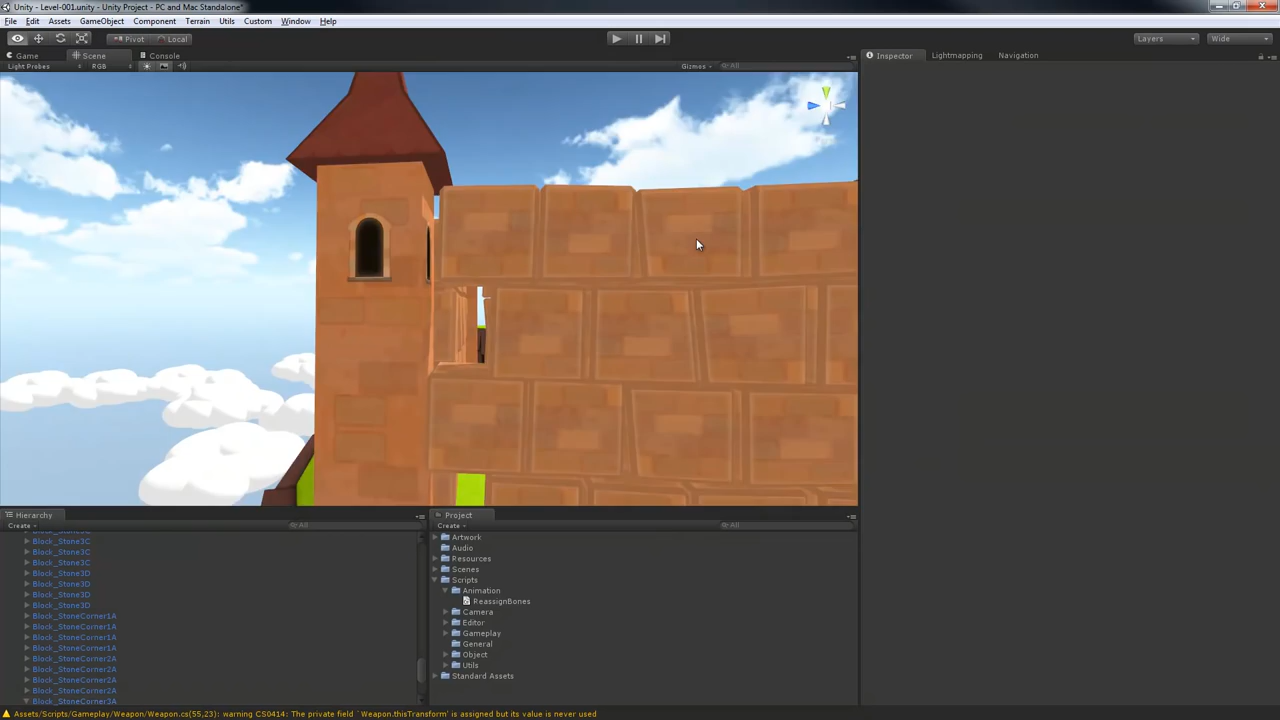 Unity - Level-001.unity - Unity Project - PC and Mac Standalone*
File Edit Assets GameObject Component Terrain Utils Custom Window Help
Pivot Local Layers Wide
Game Scene Console Inspector Lightmapping Navigation
Light Probes RGB Gizmos All
Hierarchy Project
Create All Create All
Block_Stone3C
Block_Stone3C
Block_Stone3C
Block_Stone3C
Block_Stone3D
Block_Stone3D
Block_Stone3D
Block_Stone3D
Block_StoneCorner1A
Block_StoneCorner1A
Block_StoneCorner1A
Block_StoneCorner1A
Block_StoneCorner2A
Block_StoneCorner2A
Block_StoneCorner2A
Block_StoneCorner2A
Block_StoneCorner3A
Artwork
Audio
Resources
Scenes
Scripts
Animation
ReassignBones
Camera
Editor
Gameplay
General
Object
Utils
Standard Assets
Assets/Scripts/Gameplay/Weapon/Weapon.cs(55,23): warning CS0414: The private field `Weapon.thisTransform' is assigned but its value is never used